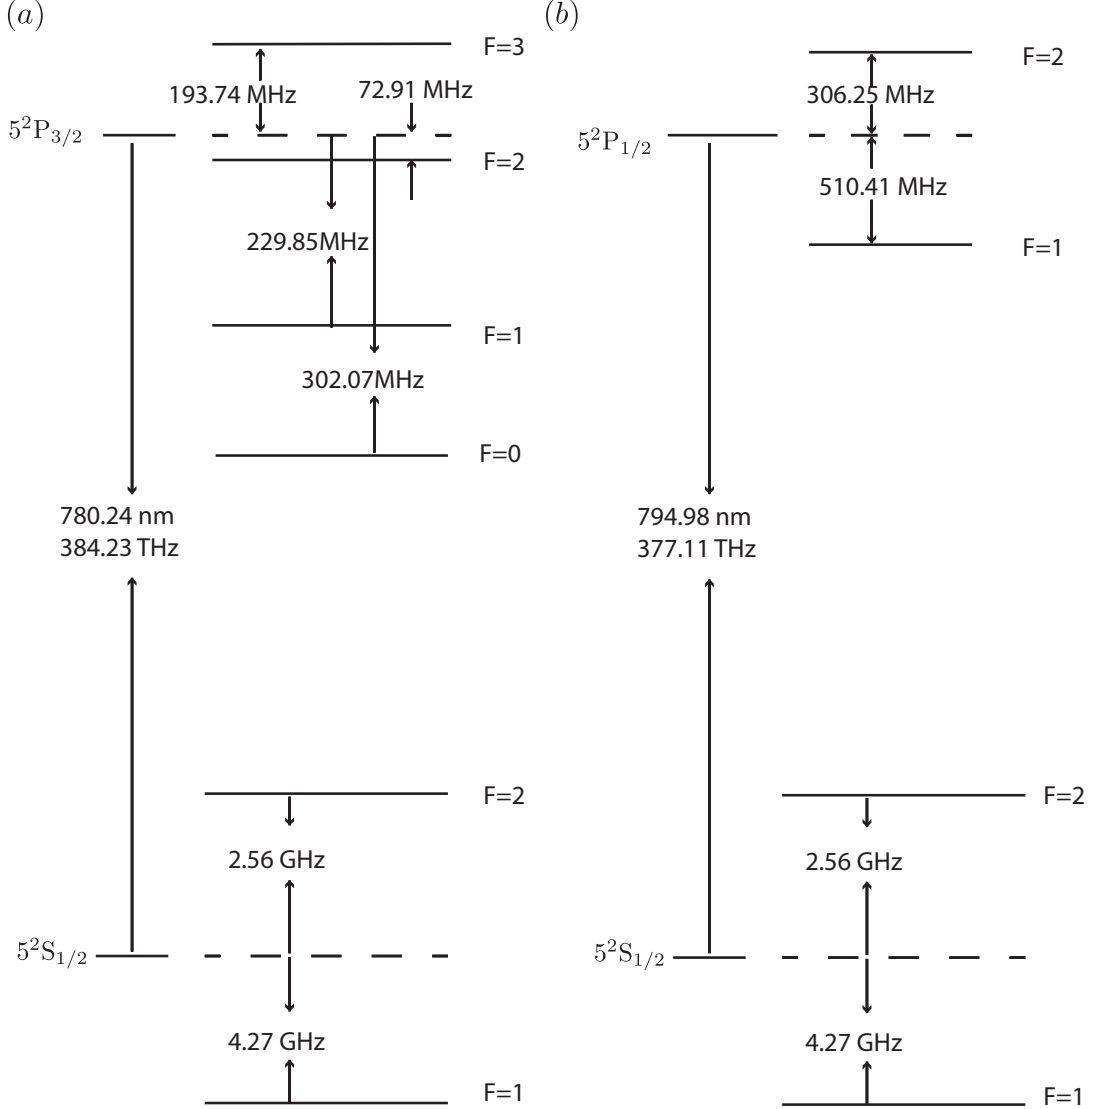 (a)
F=3
193.74 MHz
72.91 MHz
5²P₃/₂
F=2
229.85MHz
F=1
302.07MHz
F=0
780.24 nm
384.23 THz
F=2
2.56 GHz
5²S₁/₂
4.27 GHz
F=1
(b)
F=2
306.25 MHz
5²P₁/₂
510.41 MHz
F=1
794.98 nm
377.11 THz
F=2
2.56 GHz
5²S₁/₂
4.27 GHz
F=1